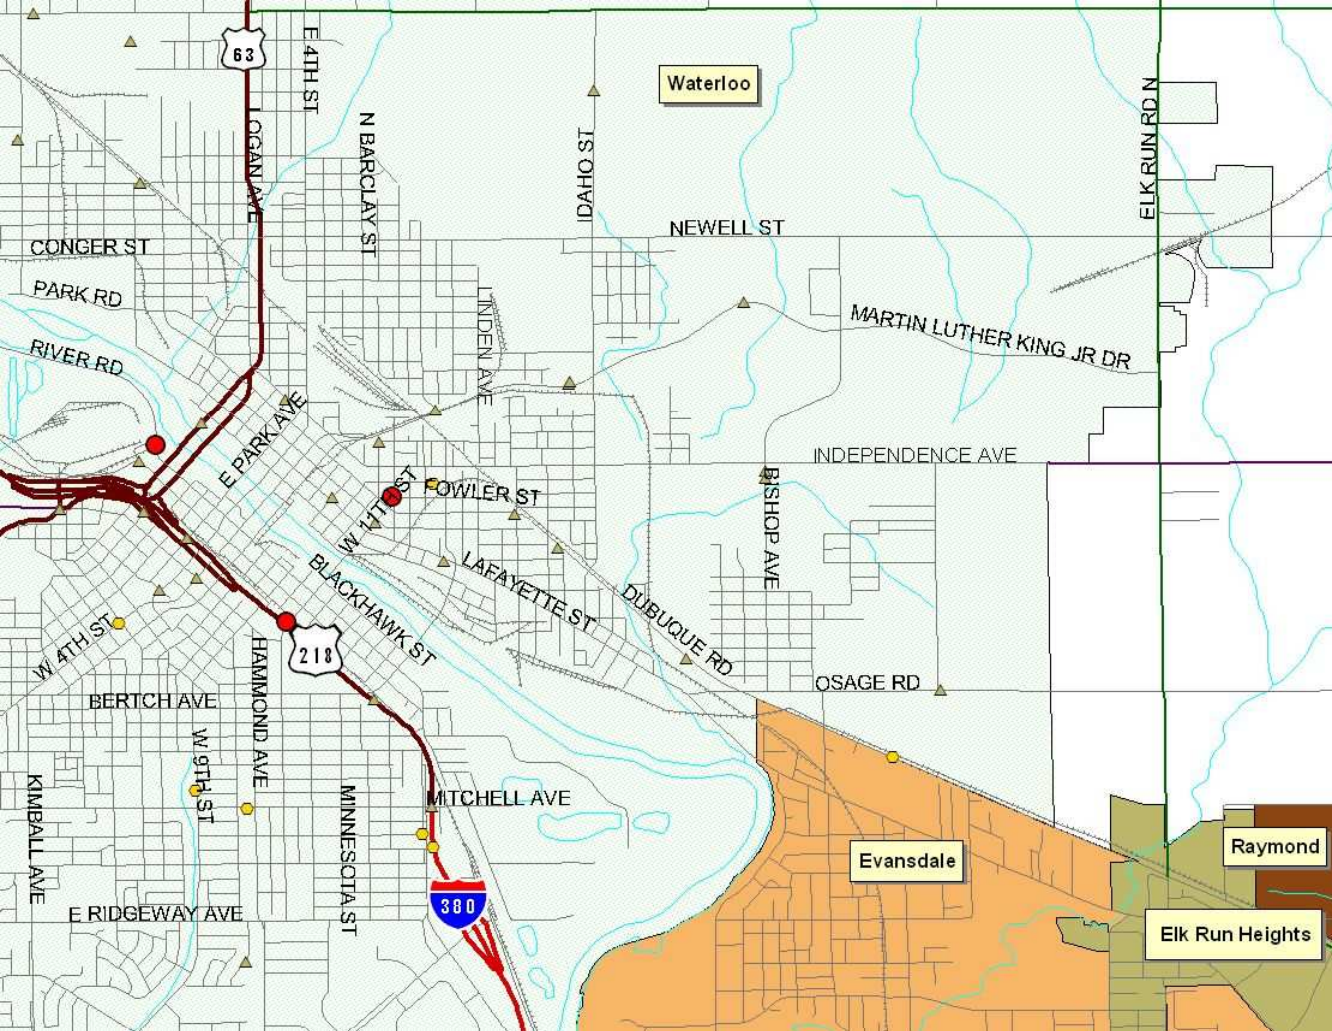 63
E 4TH ST
Waterloo
LOGAN AVE
N BARCLAY ST
IDAHO ST
ELK RUN RD N
NEWELL ST
CONGER ST
PARK RD
LINDEN AVE
MARTIN LUTHER KING JR DR
RIVER RD
E PARK AVE
INDEPENDENCE AVE
W 11TH ST
FOWLER ST
BISHOP AVE
BLACKHAWK ST
LAFAYETTE ST
DUBUQUE RD
W 4TH ST
218
HAMMOND AVE
OSAGE RD
BERTCH AVE
W 9TH ST
KIMBALL AVE
MINNESOTA ST
MITCHELL AVE
Evansdale
Raymond
380
E RIDGEWAY AVE
Elk Run Heights